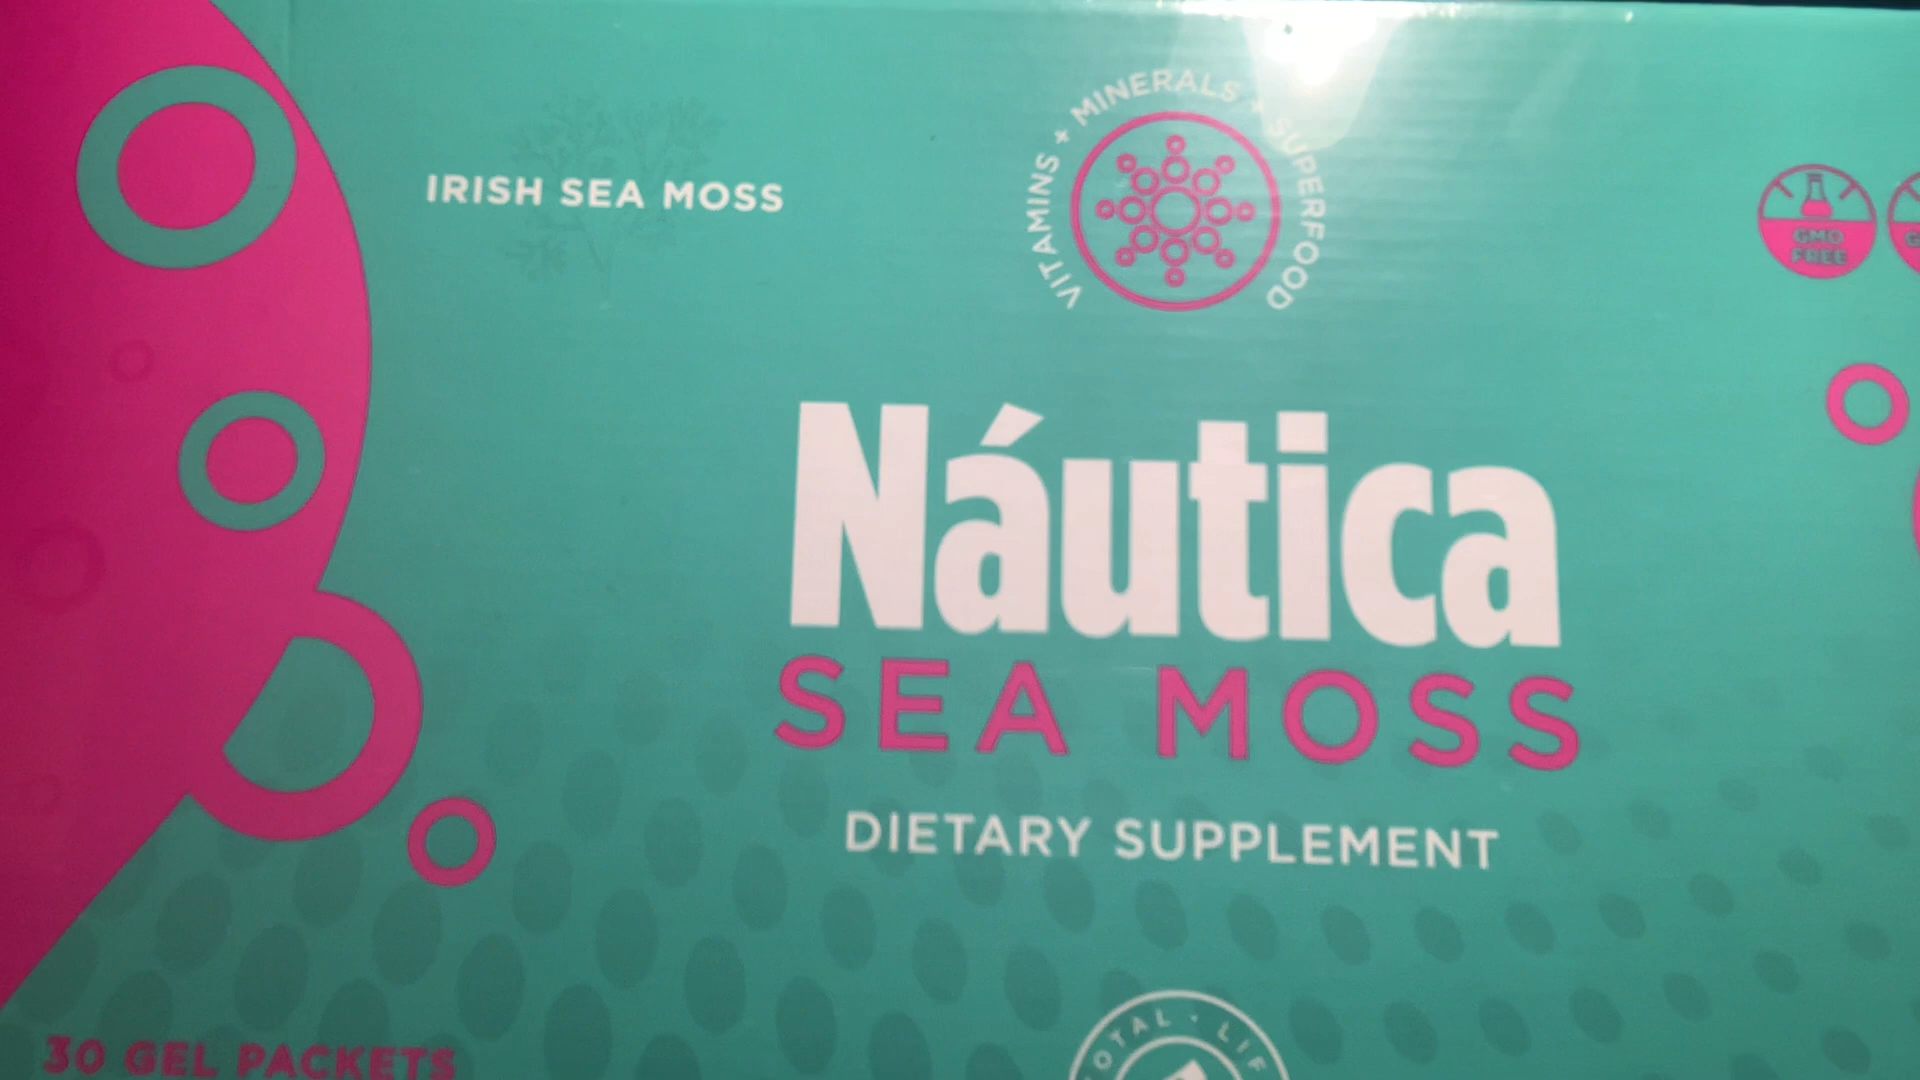 VITAMINS + MINERALS + SUPERFOOD
IRISH SEA MOSS
GMO
FREE
Náutica
SEA MOSS
DIETARY SUPPLEMENT
30 GEL PACKETS